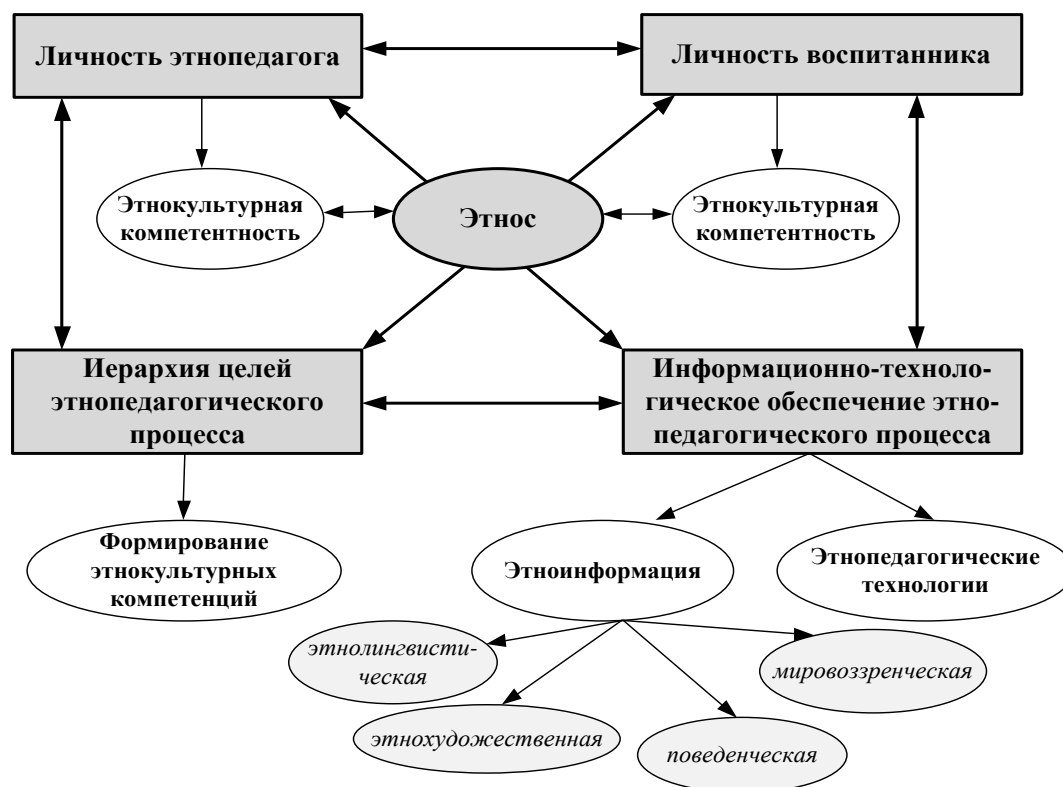 Личность этнопедагога
Личность воспитанника
Этнокультурная
компетентность
Этнос
Этнокультурная
компетентность
Иерархия целей
этнопедагогического
процесса
Информационно-техноло-
гическое обеспечение этно-
педагогического процесса
Формирование
этнокультурных
компетенций
Этноинформация
Этнопедагогические
технологии
этнолингвисти-
ческая
мировоззренческая
этнохудожественная
поведенческая